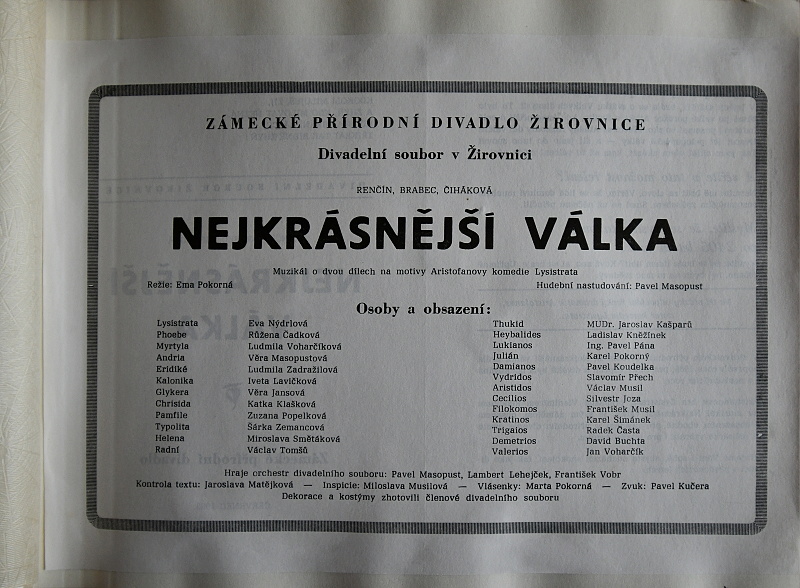 ZÁMECKÉ PŘÍRODNÍ DIVADLO ŽIROVNICE
Divadelní soubor v Žirovnici
RENČÍN, BRABEC, ČIHÁKOVÁ
NEJKRÁSNĚJŠÍ VÁLKA
Muzikál o dvou dílech na motivy Aristofanovy komedie Lysistrata
Režie: Ema Pokorná Hudební nastudování: Pavel Masopust
Osoby a obsazení:
Lysistrata Eva Nýdrlová
Phoebe Růžena Čadková
Myrtyla Ludmila Voharčíková
Andria Věra Masopustová
Eridiké Ludmila Zadražilová
Kalonika Iveta Lavičková
Glykera Věra Jansová
Chrisida Katka Klašková
Pamfile Zuzana Popelková
Typolita Šárka Zemancová
Helena Miroslava Smětáková
Radní Václav Tomšů
Thukid MUDr. Jaroslav Kašparů
Heybalides Ladislav Kněžínek
Lukianos Ing. Pavel Pána
Julián Karel Pokorný
Damianos Pavel Koudelka
Vydridos Slavomír Přech
Aristidos Václav Musil
Cecílios Silvestr Joza
Filokomos František Musil
Kratinos Karel Šimánek
Trigaios Radek Časta
Demetrios David Buchta
Valerios Jan Voharčík
Hraje orchestr divadelního souboru: Pavel Masopust, Lambert Lehejček, František Vobr
Kontrola textu: Jaroslava Matějková — Inspicie: Miloslava Musilová — Vlásenky: Marta Pokorná — Zvuk: Pavel Kučera
Dekorace a kostýmy zhotovili členové divadelního souboru